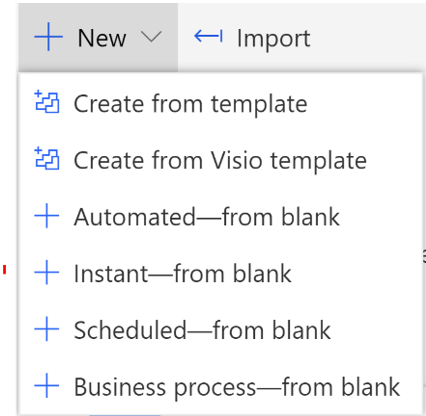 New Import
Create from template
Create from Visio template
Automated—from blank
Instant—from blank
Scheduled—from blank
Business process—from blank